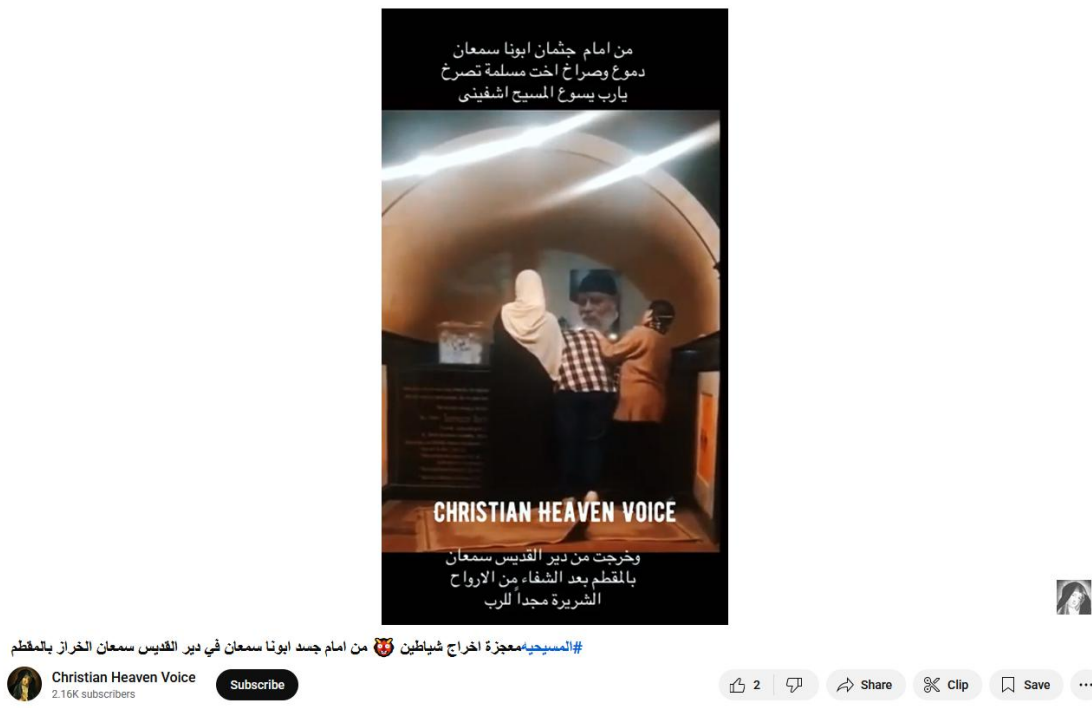 من امام جثمان ابونا سمعان
دموع وصراخ اخت مسلمة تصرخ
يارب يسوع المسيح اشفينى
CHRISTIAN HEAVEN VOICE
وخرجت من دير القديس سمعان
بالمقطم بعد الشفاء من الارواح
الشريرة مجداً للرب
#المسيحيه معجزة اخراج شياطين 👹 من امام جسد ابونا سمعان في دير القديس سمعان الخراز بالمقطم
Christian Heaven Voice
2.16K subscribers
Subscribe
2
Share
Clip
Save